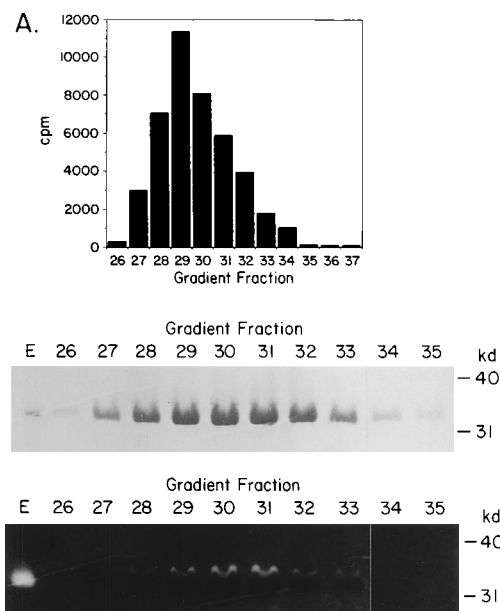 A.
12000
10000
8000
6000
4000
2000
0
cpm
26 27 28 29 30 31 32 33 34 35 36 37
Gradient Fraction
Gradient Fraction
E 26 27 28 29 30 31 32 33 34 35 kd
– 40
– 31
Gradient Fraction
E 26 27 28 29 30 31 32 33 34 35 kd
– 40
– 31